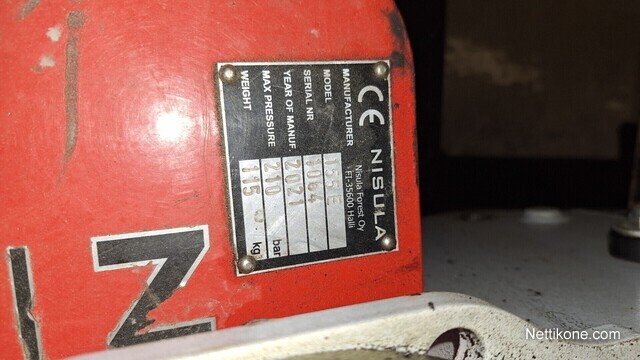 CE NISULA
Nisula Forest Oy
FI-35600 Halli
MANUFACTURER
MODEL
SERIAL NR
YEAR OF MANUF. 2021
MAX PRESSURE 210 bar
WEIGHT 115 kg
N
Nettikone.com